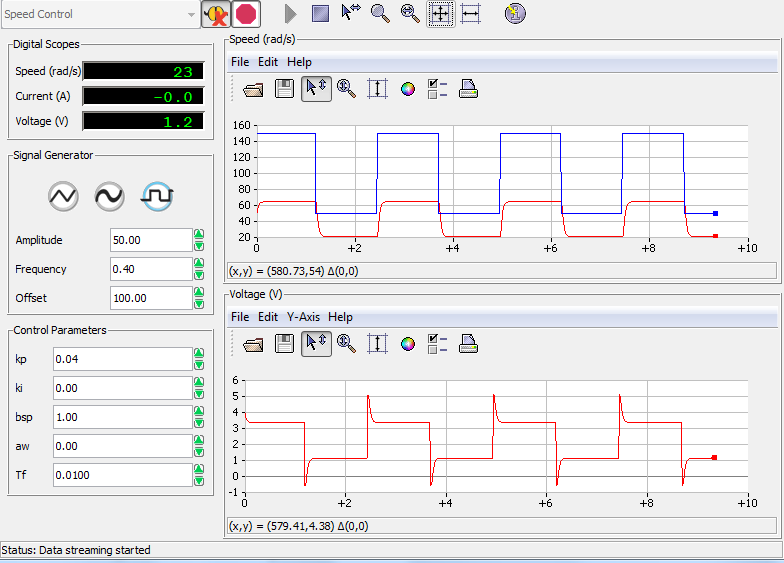 Speed Control
Digital Scopes
Speed (rad/s) 23
Current (A) -0.0
Voltage (V) 1.2
Signal Generator
Amplitude 50.00
Frequency 0.40
Offset 100.00
Control Parameters
kp 0.04
ki 0.00
bsp 1.00
aw 0.00
Tf 0.0100
Speed (rad/s)
File Edit Help
160
140
120
100
80
60
40
20
0 +2 +4 +6 +8 +10
(x,y) = (580.73,54) Δ(0,0)
Voltage (V)
File Edit Y-Axis Help
6
5
4
3
2
1
0
-1
0 +2 +4 +6 +8 +10
(x,y) = (579.41,4.38) Δ(0,0)
Status: Data streaming started